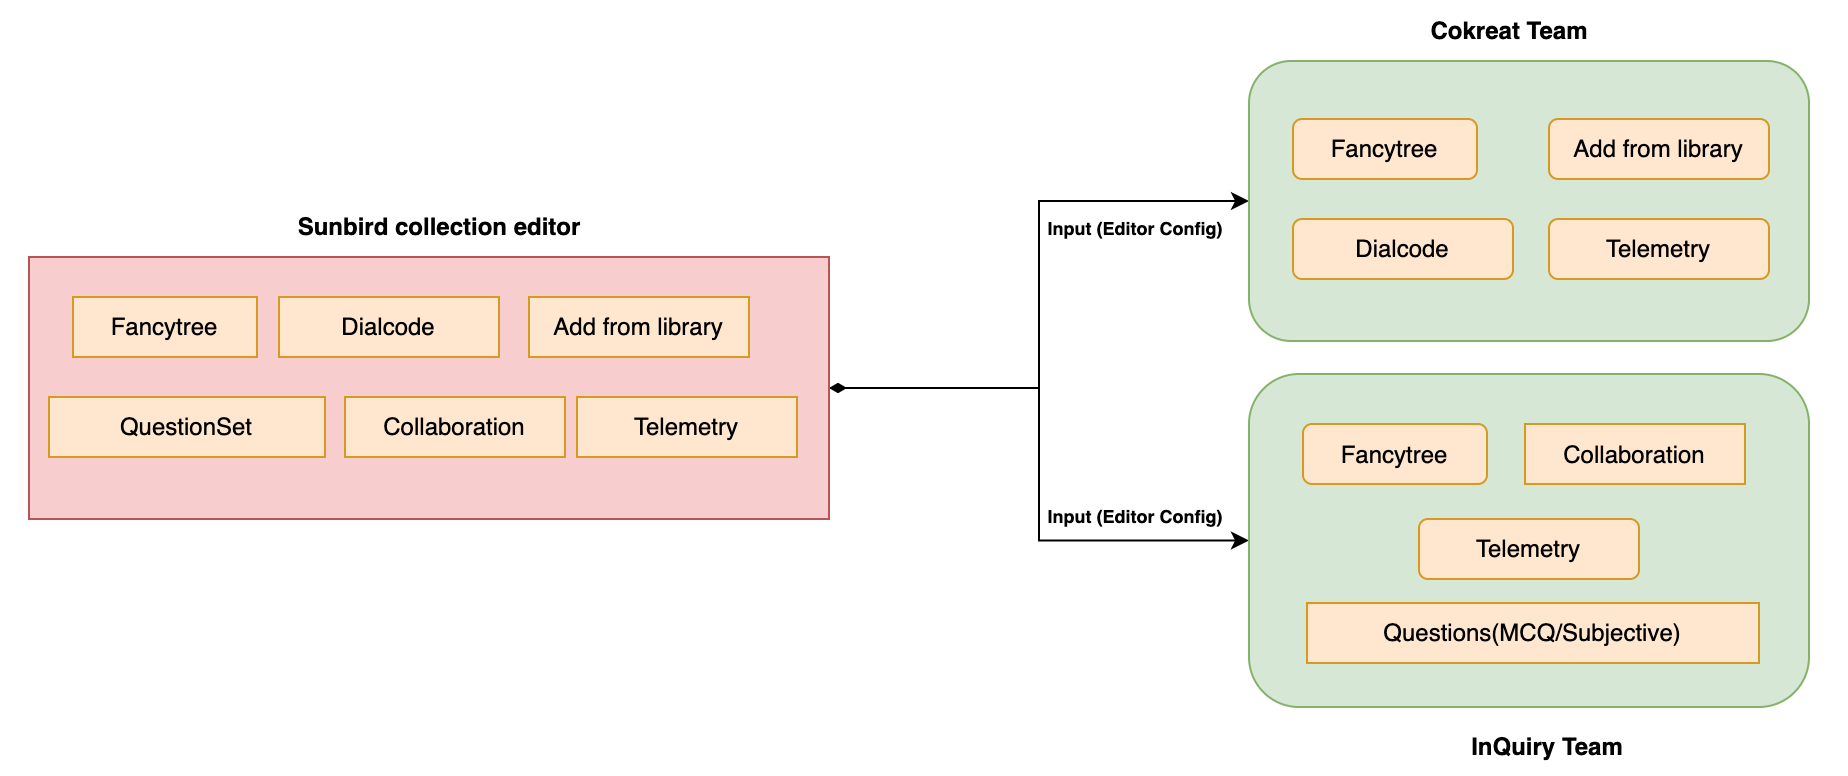 Cokreat Team
Fancytree
Add from library
Dialcode
Telemetry
Input (Editor Config)
Sunbird collection editor
Fancytree
Dialcode
Add from library
QuestionSet
Collaboration
Telemetry
Input (Editor Config)
Fancytree
Collaboration
Telemetry
Questions(MCQ/Subjective)
InQuiry Team